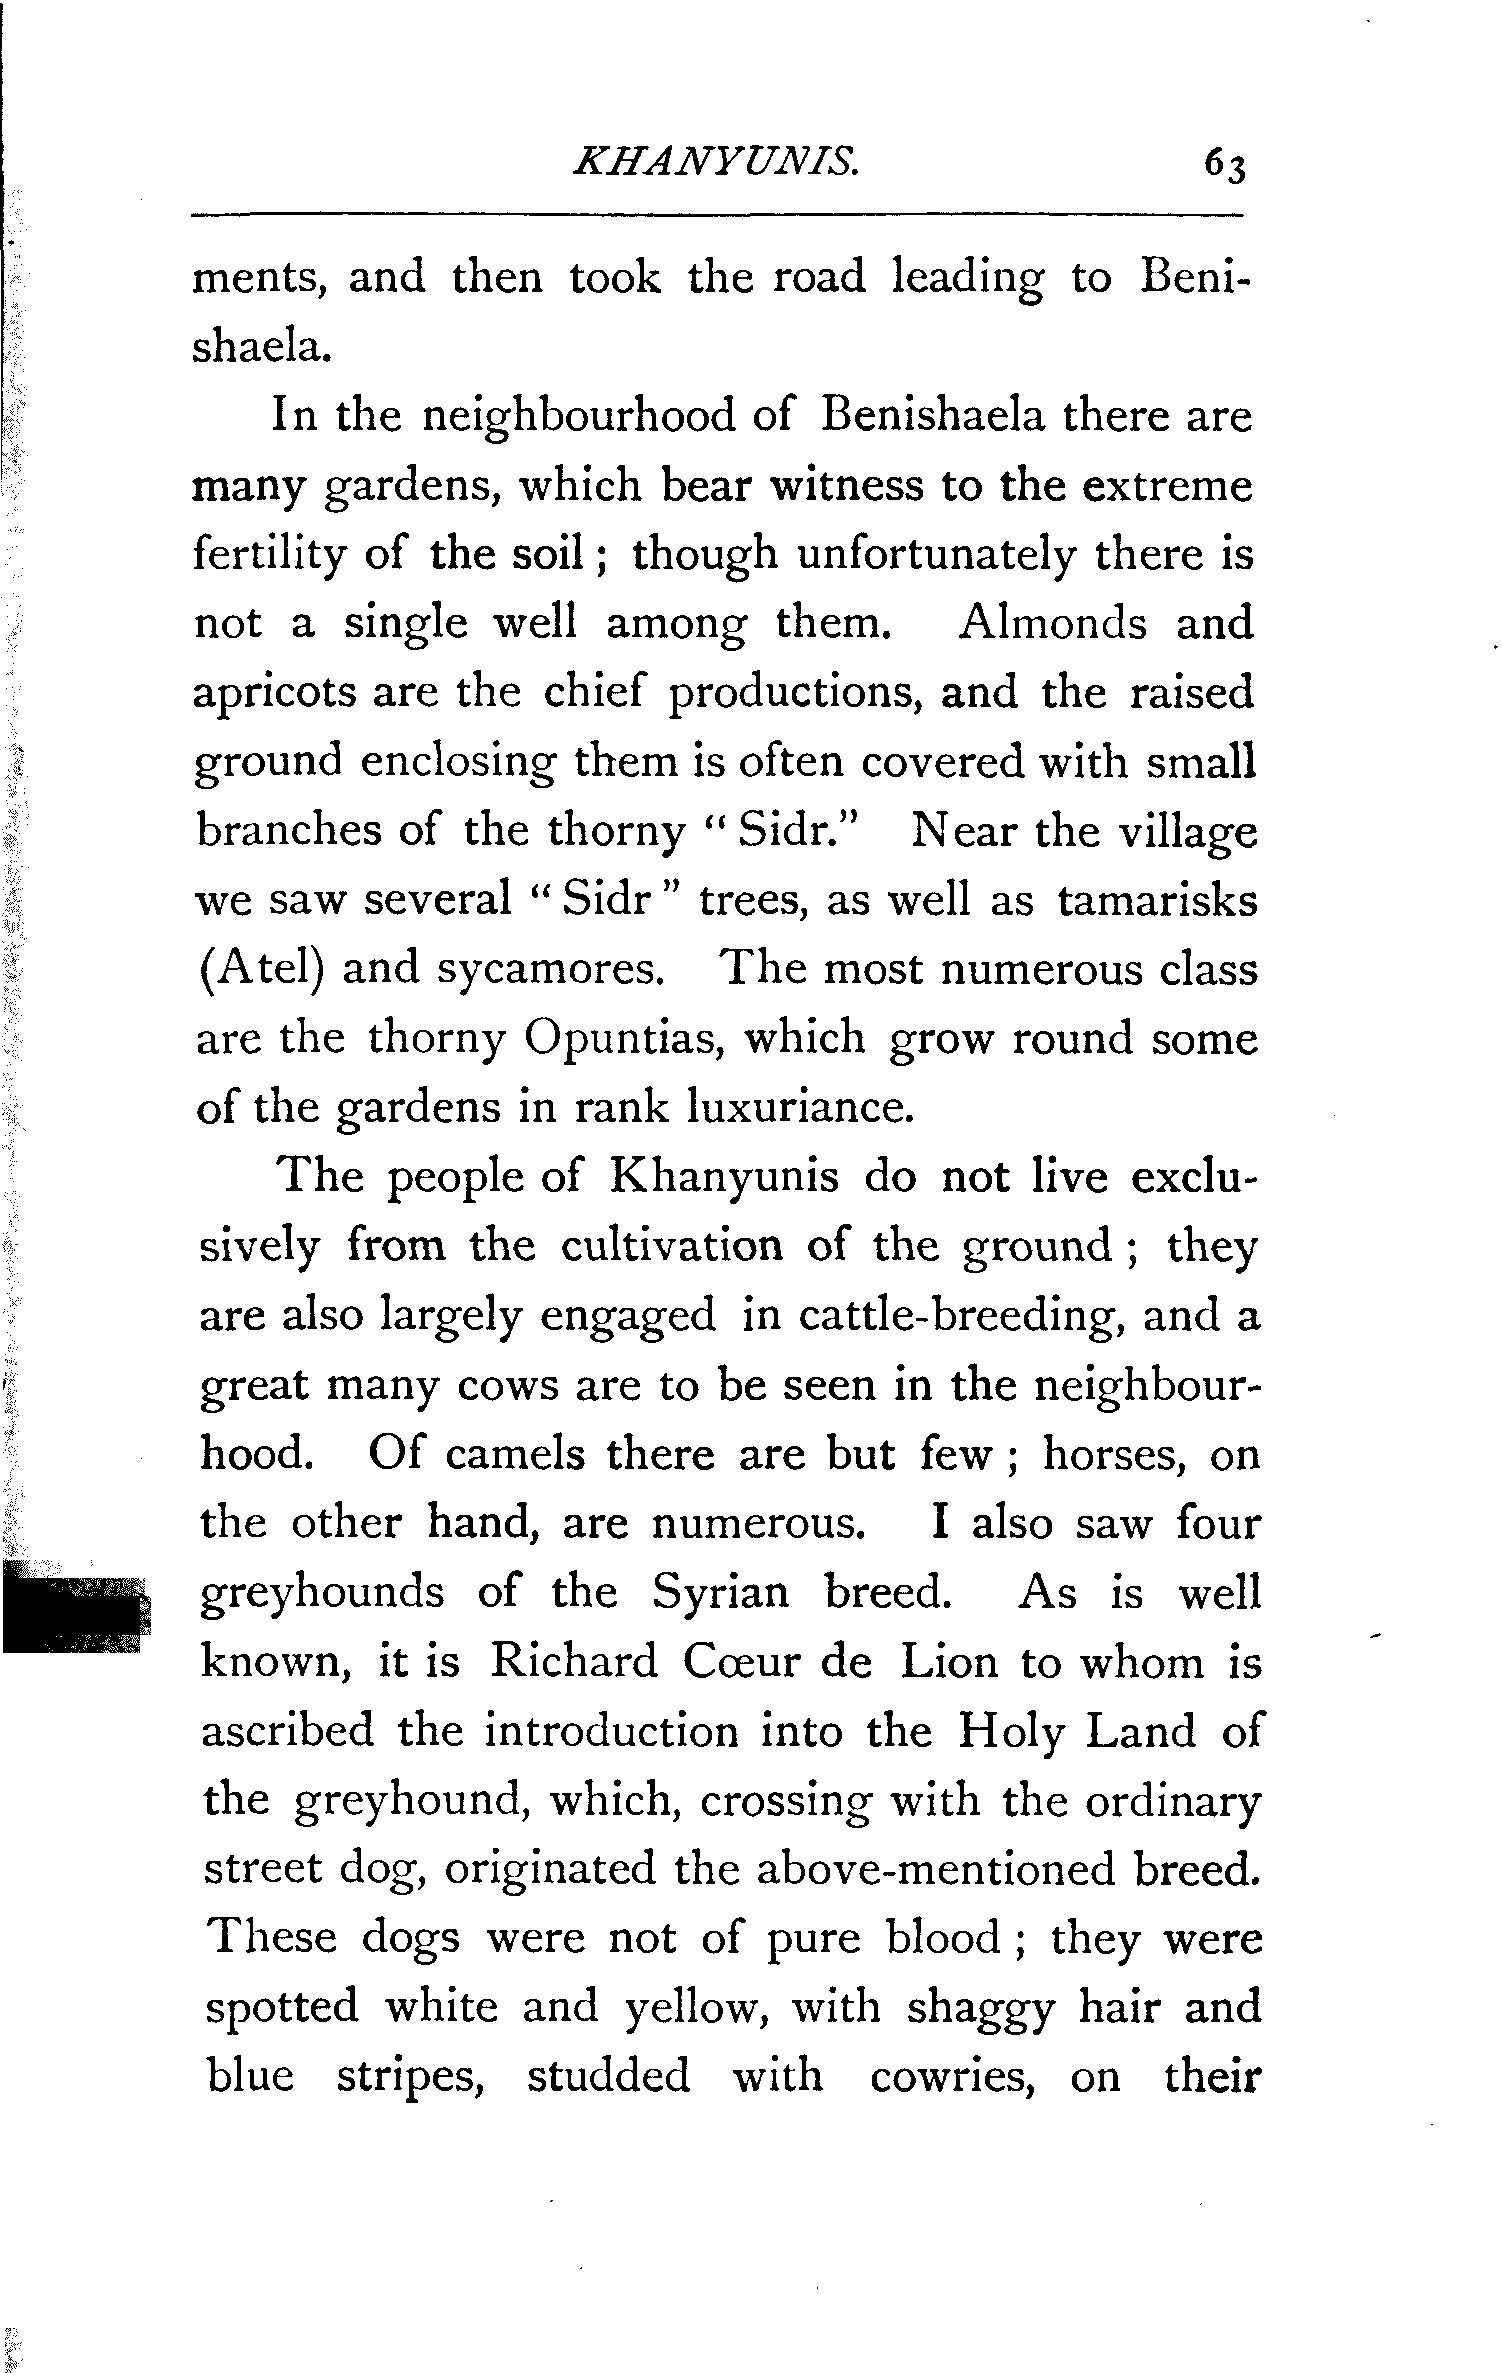 KHANYUNIS. 63
ments, and then took the road leading to Beni-
shaela.
In the neighbourhood of Benishaela there are
many gardens, which bear witness to the extreme
fertility of the soil ; though unfortunately there is
not a single well among them. Almonds and
apricots are the chief productions, and the raised
ground enclosing them is often covered with small
branches of the thorny “ Sidr.” Near the village
we saw several “ Sidr ” trees, as well as tamarisks
(Atel) and sycamores. The most numerous class
are the thorny Opuntias, which grow round some
of the gardens in rank luxuriance.
The people of Khanyunis do not live exclu-
sively from the cultivation of the ground ; they
are also largely engaged in cattle-breeding, and a
great many cows are to be seen in the neighbour-
hood. Of camels there are but few ; horses, on
the other hand, are numerous. I also saw four
greyhounds of the Syrian breed. As is well
known, it is Richard Cœur de Lion to whom is
ascribed the introduction into the Holy Land of
the greyhound, which, crossing with the ordinary
street dog, originated the above-mentioned breed.
These dogs were not of pure blood ; they were
spotted white and yellow, with shaggy hair and
blue stripes, studded with cowries, on their